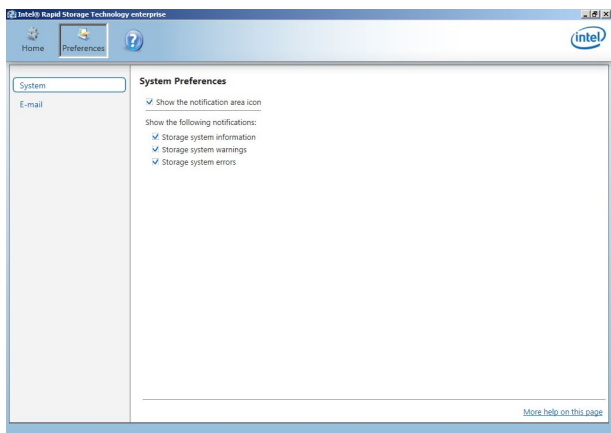 Intel® Rapid Storage Technology enterprise
Home
Preferences
?
intel
System
E-mail
System Preferences
Show the notification area icon
Show the following notifications:
Storage system information
Storage system warnings
Storage system errors
More help on this page